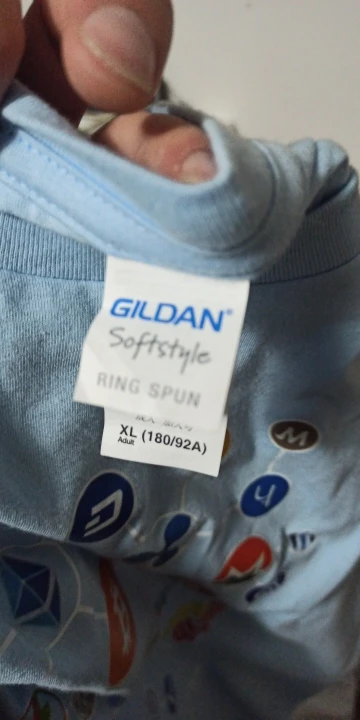 GILDAN®
Softstyle
RING SPUN
XL (180/92A)
Adult